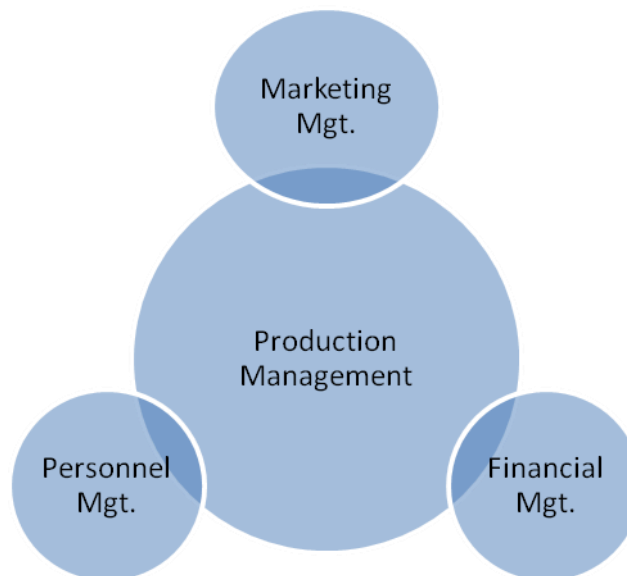 Marketing
Mgt.
Production
Management
Personnel
Mgt.
Financial
Mgt.